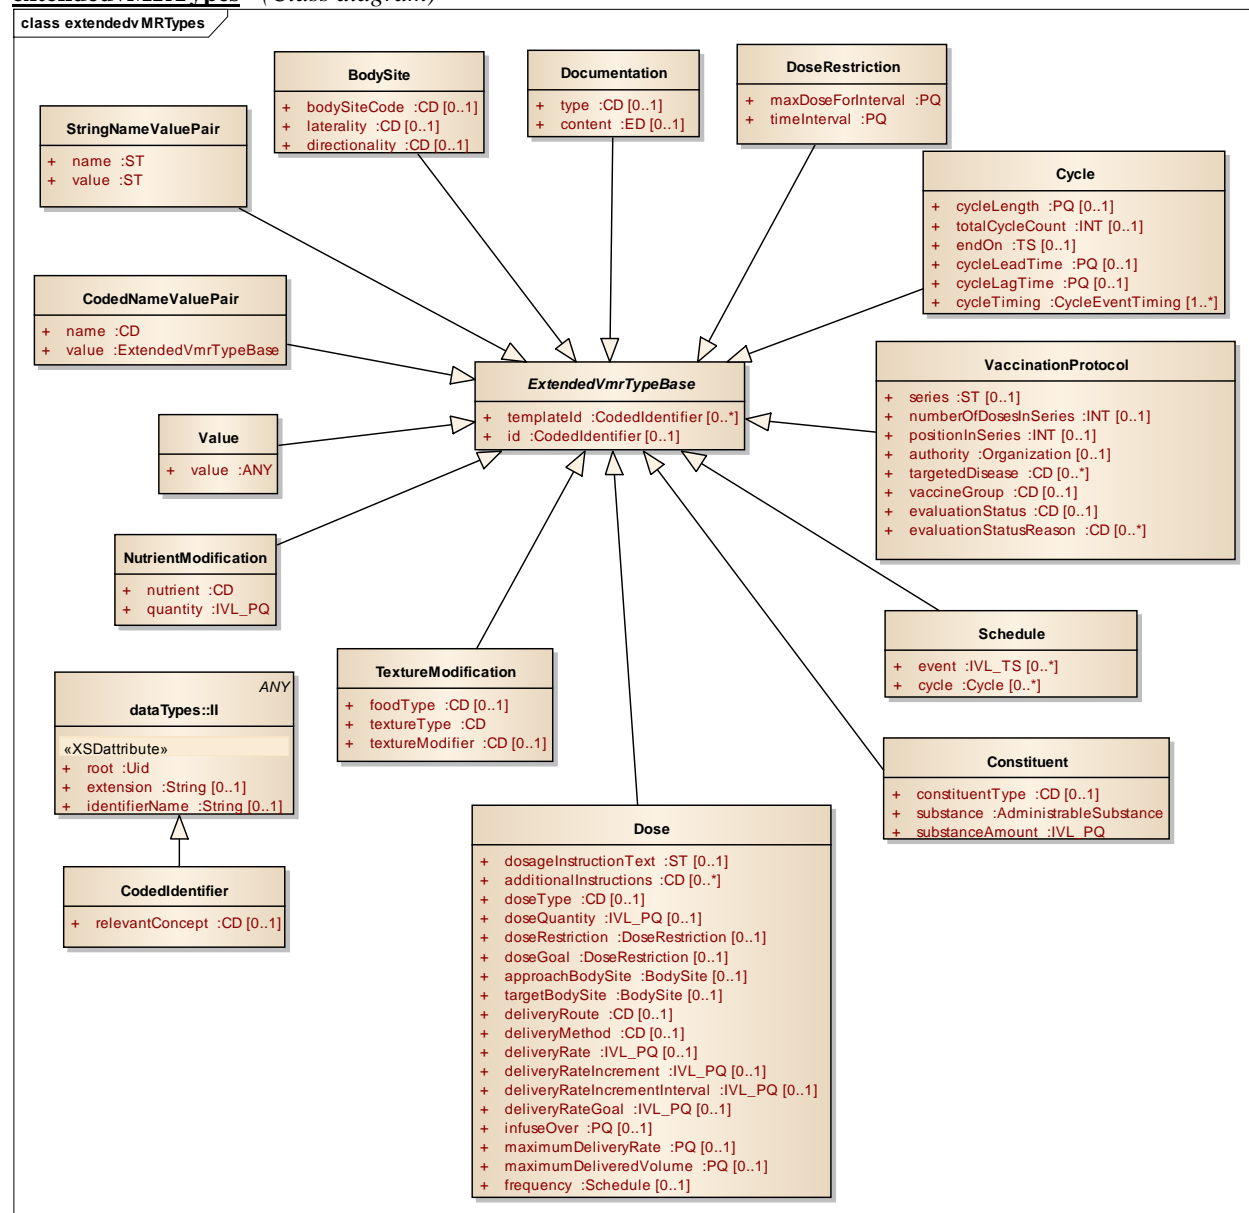 extendedvMRTypes (Class diagram)
class extendedvMRTypes
BodySite
+ bodySiteCode :CD [0..1]
+ laterality :CD [0..1]
+ directionality :CD [0..1]
Documentation
+ type :CD [0..1]
+ content :ED [0..1]
DoseRestriction
+ maxDoseForInterval :PQ
+ timeInterval :PQ
StringNameValuePair
+ name :ST
+ value :ST
Cycle
+ cycleLength :PQ [0..1]
+ totalCycleCount :INT [0..1]
+ endOn :TS [0..1]
+ cycleLeadTime :PQ [0..1]
+ cycleLagTime :PQ [0..1]
+ cycleTiming :CycleEventTiming [1..*]
CodedNameValuePair
+ name :CD
+ value :ExtendedVmrTypeBase
ExtendedVmrTypeBase
+ templateId :CodedIdentifier [0..*]
+ id :CodedIdentifier [0..1]
VaccinationProtocol
+ series :ST [0..1]
+ numberOfDosesInSeries :INT [0..1]
+ positionInSeries :INT [0..1]
+ authority :Organization [0..1]
+ targetedDisease :CD [0..*]
+ vaccineGroup :CD [0..1]
+ evaluationStatus :CD [0..1]
+ evaluationStatusReason :CD [0..*]
Value
+ value :ANY
NutrientModification
+ nutrient :CD
+ quantity :IVL_PQ
Schedule
+ event :IVL_TS [0..*]
+ cycle :Cycle [0..*]
TextureModification
+ foodType :CD [0..1]
+ textureType :CD
+ textureModifier :CD [0..1]
ANY
dataTypes::II
«XSDattribute»
+ root :Uid
+ extension :String [0..1]
+ identifierName :String [0..1]
Constituent
+ constituentType :CD [0..1]
+ substance :AdministrableSubstance
+ substanceAmount :IVL_PQ
Dose
+ dosageInstructionText :ST [0..1]
+ additionalInstructions :CD [0..*]
+ doseType :CD [0..1]
+ doseQuantity :IVL_PQ [0..1]
+ doseRestriction :DoseRestriction [0..1]
+ doseGoal :DoseRestriction [0..1]
+ approachBodySite :BodySite [0..1]
+ targetBodySite :BodySite [0..1]
+ deliveryRoute :CD [0..1]
+ deliveryMethod :CD [0..1]
+ deliveryRate :IVL_PQ [0..1]
+ deliveryRateIncrement :IVL_PQ [0..1]
+ deliveryRateIncrementInterval :IVL_PQ [0..1]
+ deliveryRateGoal :IVL_PQ [0..1]
+ infuseOver :PQ [0..1]
+ maximumDeliveryRate :PQ [0..1]
+ maximumDeliveredVolume :PQ [0..1]
+ frequency :Schedule [0..1]
CodedIdentifier
+ relevantConcept :CD [0..1]